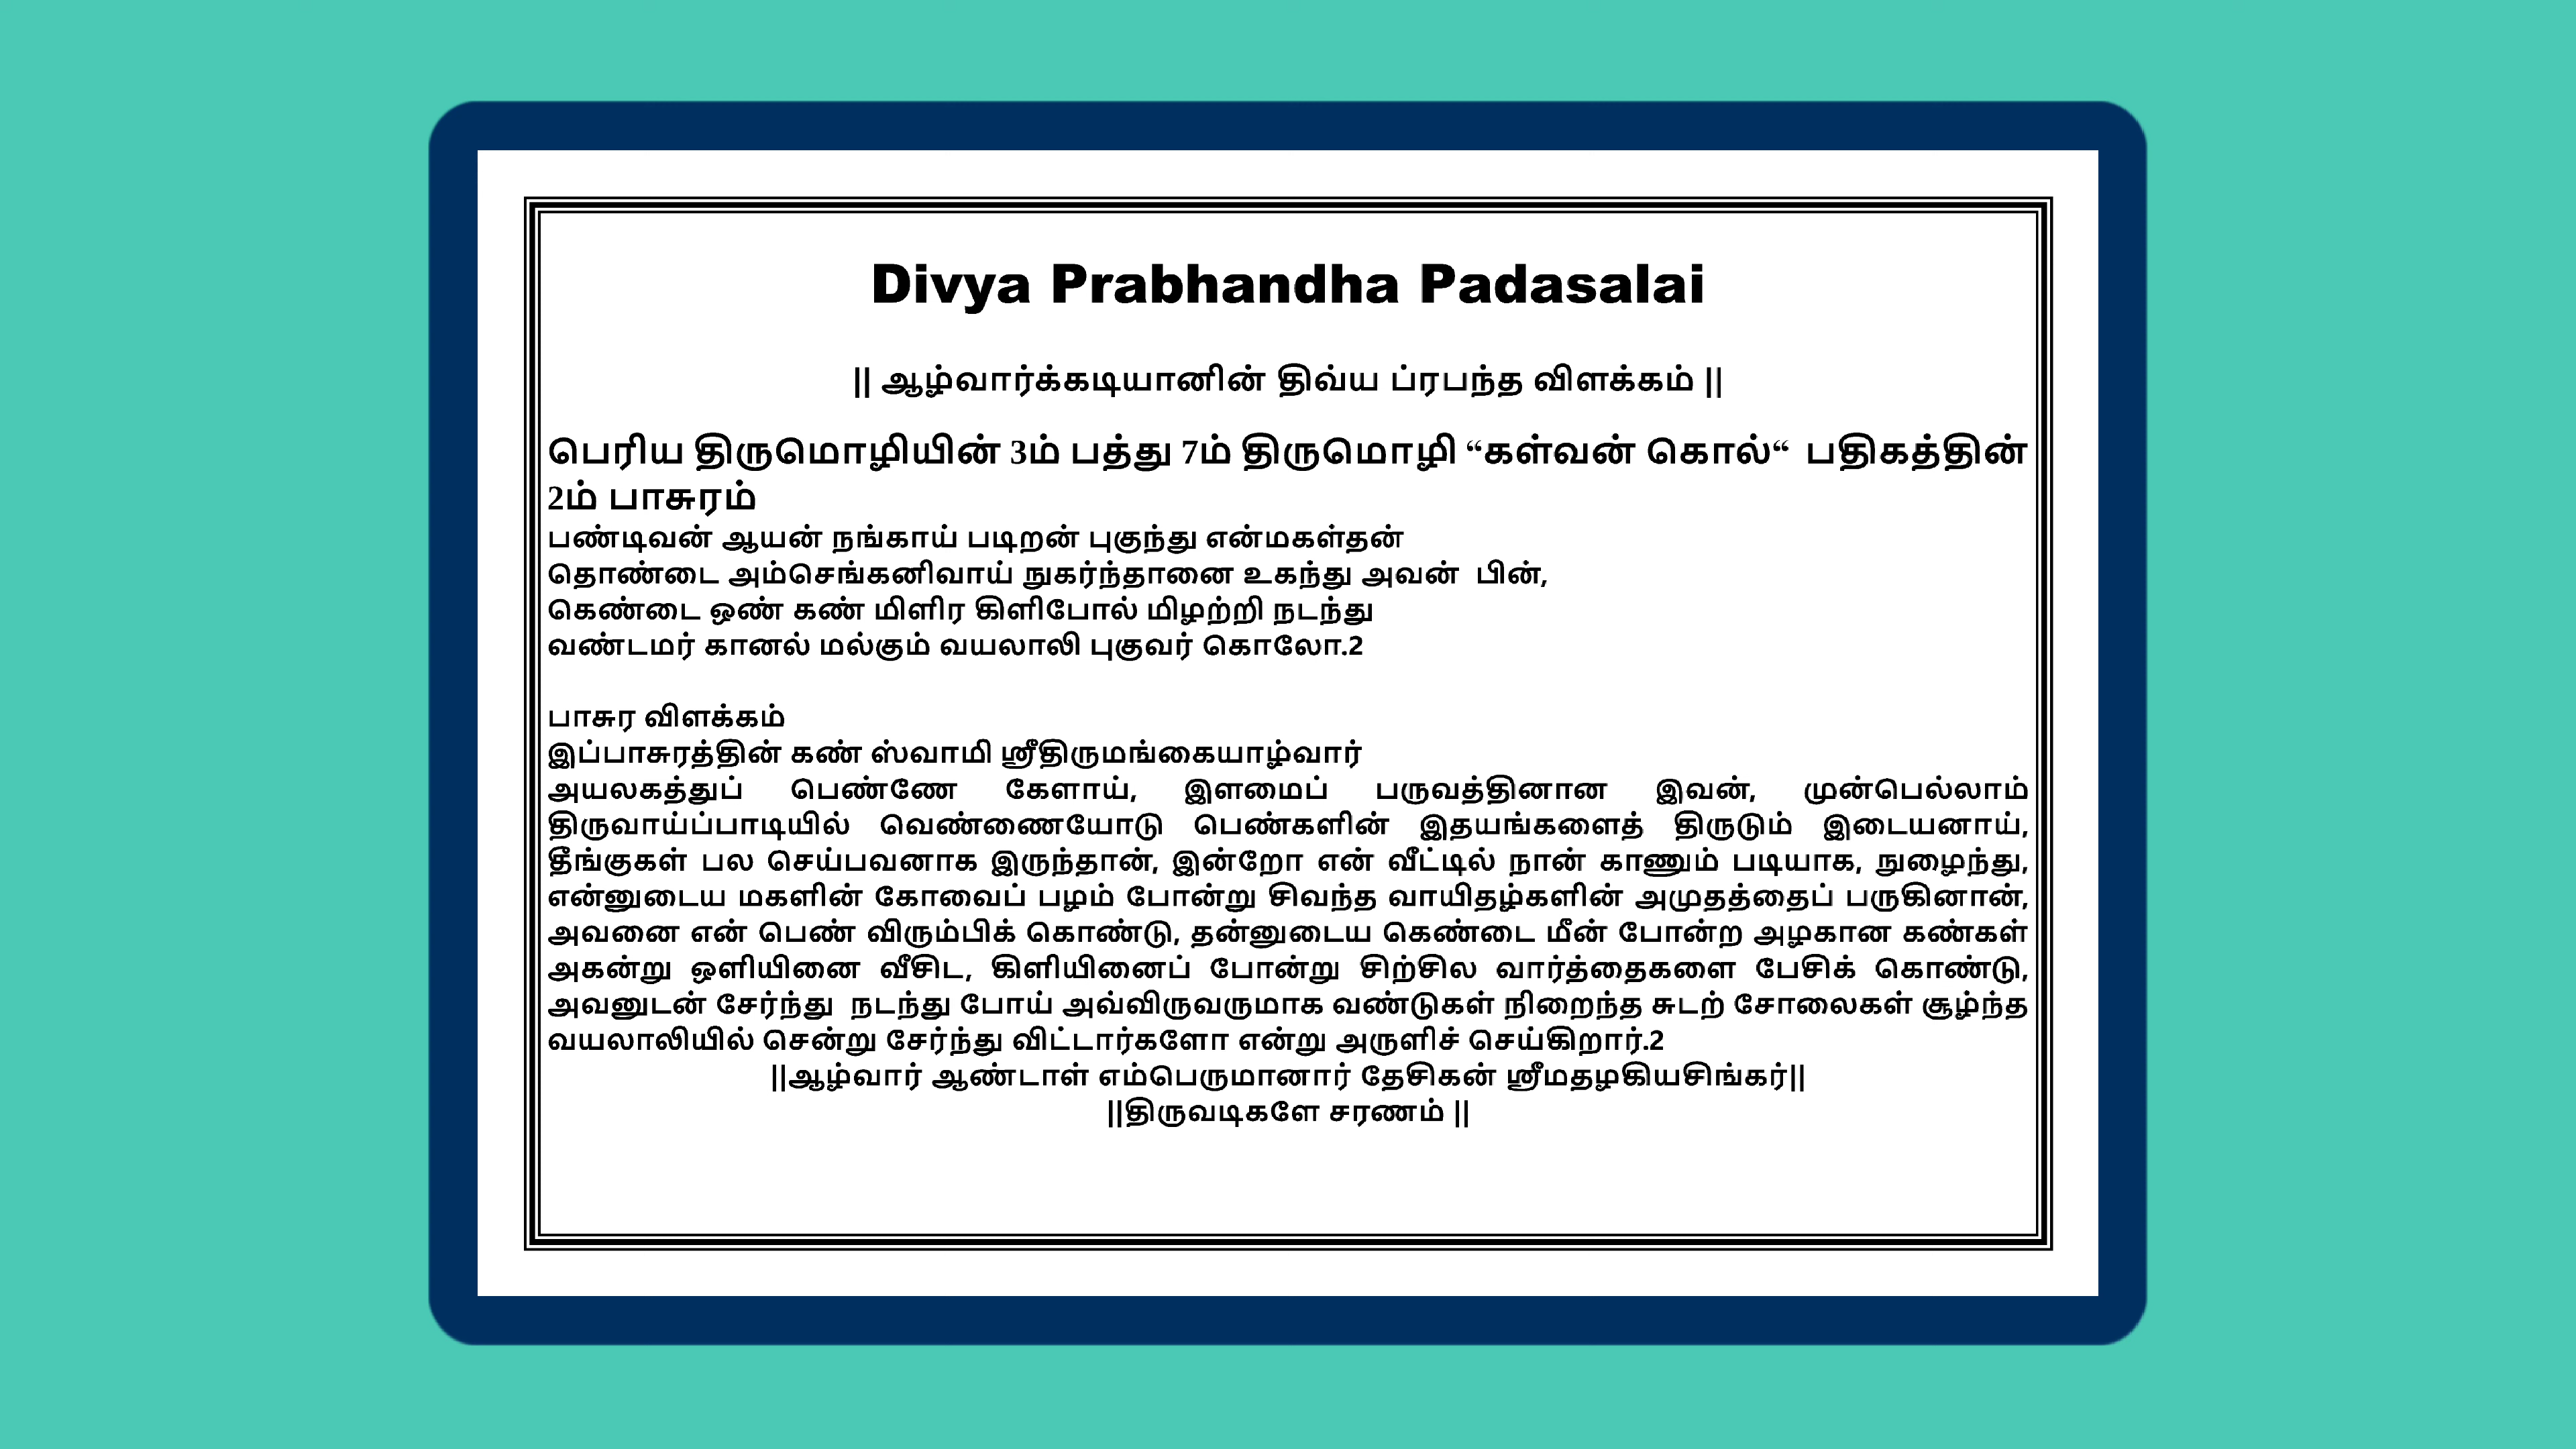 Divya Prabhandha Padasalai
|| ஆழ்வார்க்கடியானின் திவ்ய ப்ரபந்த விளக்கம் ||
பெரிய திருமொழியின் 3ம் பத்து 7ம் திருமொழி “கள்வன் கொல்“ பதிகத்தின்
2ம் பாசுரம்
பண்டிவன் ஆயன் நங்காய் படிறன் புகுந்து என்மகள்தன்
தொண்டை அம்செங்கனிவாய் நுகர்ந்தானை உகந்து அவன் பின்,
கெண்டை ஒண் கண் மிளிர கிளிபோல் மிழற்றி நடந்து
வண்டமர் கானல் மல்கும் வயலாலி புகுவர் கொலோ.2
பாசுர விளக்கம்
இப்பாசுரத்தின் கண் ஸ்வாமி ஸ்ரீதிருமங்கையாழ்வார்
அயலகத்துப் பெண்ணே கேளாய், இளமைப் பருவத்தினான இவன், முன்பெல்லாம்
திருவாய்ப்பாடியில் வெண்ணையோடு பெண்களின் இதயங்களைத் திருடும் இடையனாய்,
தீங்குகள் பல செய்பவனாக இருந்தான், இன்றோ என் வீட்டில் நான் காணும் படியாக, நுழைந்து,
என்னுடைய மகளின் கோவைப் பழம் போன்று சிவந்த வாயிதழ்களின் அமுதத்தைப் பருகினான்,
அவனை என் பெண் விரும்பிக் கொண்டு, தன்னுடைய கெண்டை மீன் போன்ற அழகான கண்கள்
அகன்று ஒளியினை வீசிட, கிளியினைப் போன்று சிற்சில வார்த்தைகளை பேசிக் கொண்டு,
அவனுடன் சேர்ந்து நடந்து போய் அவ்விருவருமாக வண்டுகள் நிறைந்த சுடற் சோலைகள் சூழ்ந்த
வயலாலியில் சென்று சேர்ந்து விட்டார்களோ என்று அருளிச் செய்கிறார்.2
||ஆழ்வார் ஆண்டாள் எம்பெருமானார் தேசிகன் ஸ்ரீமதழகியசிங்கர்||
||திருவடிகளே சரணம் ||